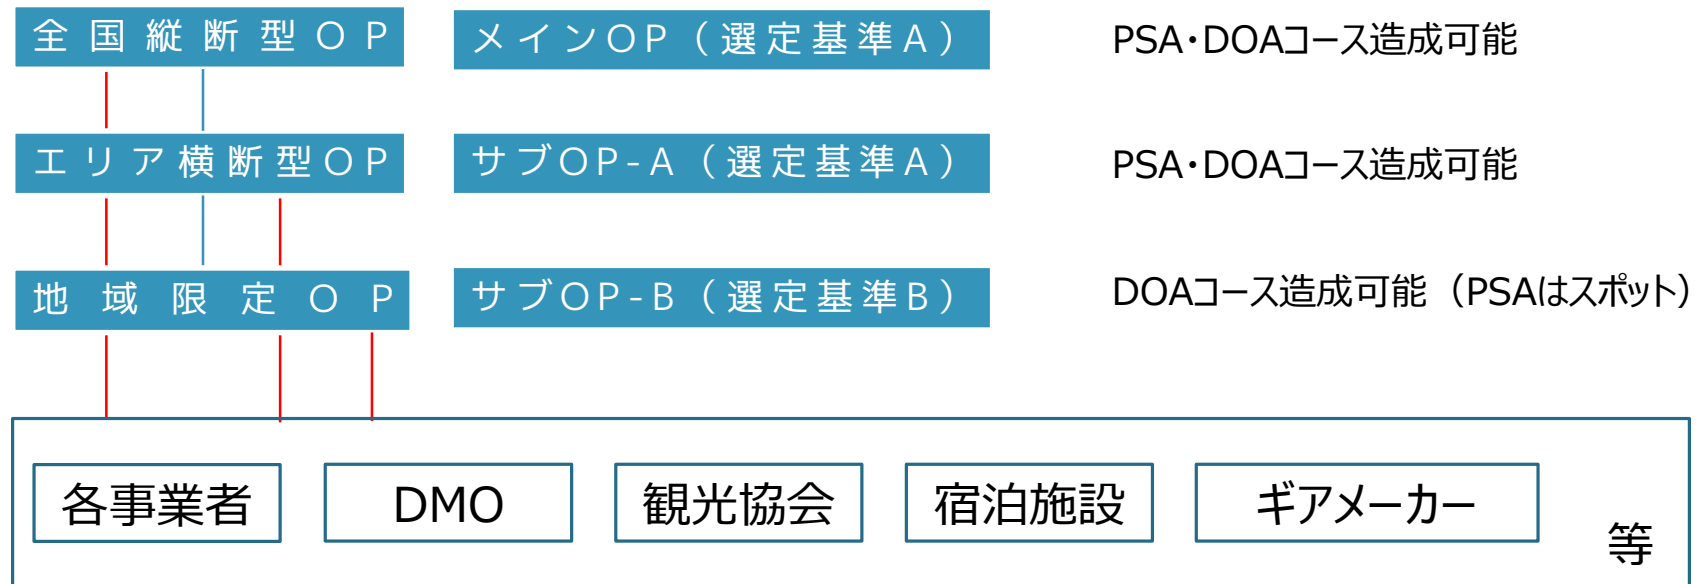 全国縦断型OP メインOP（選定基準A） PSA・DOAコース造成可能
エリア横断型OP サブOP-A（選定基準A） PSA・DOAコース造成可能
地域限定OP サブOP-B（選定基準B） DOAコース造成可能（PSAはスポット）
各事業者 DMO 観光協会 宿泊施設 ギアメーカー 等